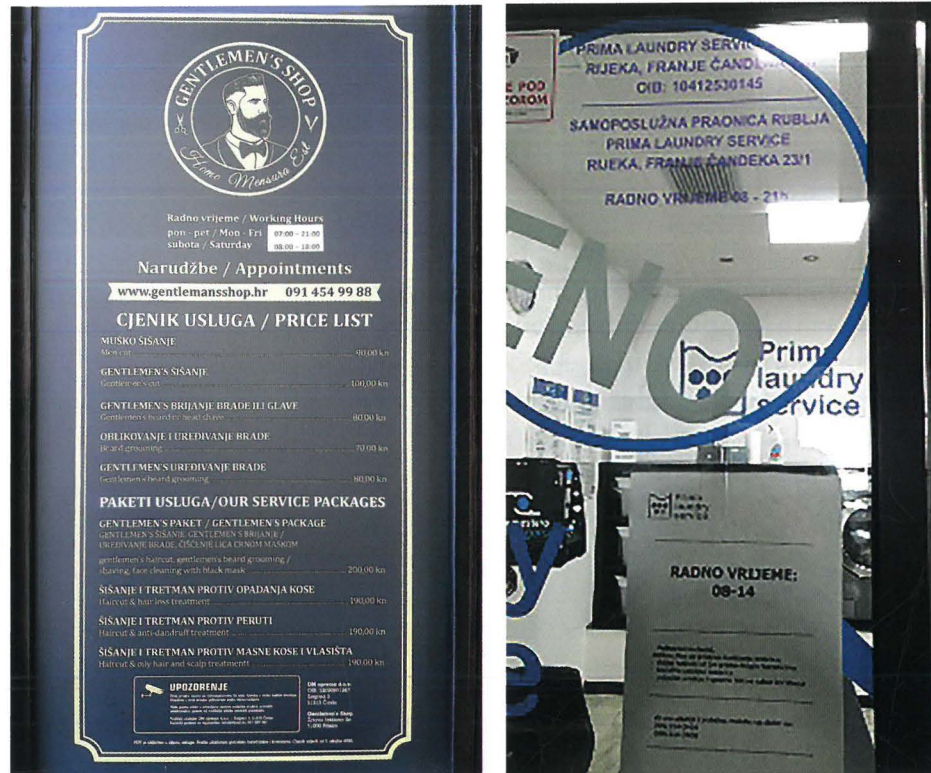 GENTLEMEN'S SHOP
Homo Mensura Est
Radno vrijeme / Working Hours
pon - pet / Mon - Fri 07:00 - 21:00
subota / Saturday 08:00 - 18:00
Narudžbe / Appointments
www.gentlemansshop.hr 091 454 99 88
CJENIK USLUGA / PRICE LIST
MUŠKO ŠIŠANJE
Men cut 90,00 kn
GENTLEMEN'S ŠIŠANJE
Gentlemen's cut 100,00 kn
GENTLEMEN'S BRIJANJE BRADE ILI GLAVE
Gentlemen's beard or head shave 80,00 kn
OBLIKOVANJE I UREĐIVANJE BRADE
Beard grooming 70,00 kn
GENTLEMEN'S UREĐIVANJE BRADE
Gentlemen's beard grooming 80,00 kn
PAKETI USLUGA/OUR SERVICE PACKAGES
GENTLEMEN'S PAKET / GENTLEMEN'S PACKAGE
GENTLEMEN'S ŠIŠANJE, GENTLEMEN'S BRIJANJE /
UREĐIVANJE BRADE, ČIŠĆENJE LICA CRNOM MASKOM
gentlemen's haircut, gentlemen's beard grooming /
shaving, face cleaning with black mask 200,00 kn
ŠIŠANJE I TRETMAN PROTIV OPADANJA KOSE
Haircut & hair loss treatment 190,00 kn
ŠIŠANJE I TRETMAN PROTIV PERUTI
Haircut & anti-dandruff treatment 190,00 kn
ŠIŠANJE I TRETMAN PROTIV MASNE KOSE I VLASIŠTA
Haircut & oily hair and scalp treatmentt 190,00 kn
UPOZORENJE
Gentlemen's Shop
PRIMA LAUNDRY
RIJEKA, FRANJE
OIB: 10412530145
SAMOPOSLUŽNA PRAONICA RUBLJA
PRIMA LAUNDRY SERVICE
RIJEKA, FRANJE ČANDEKA 23/1
RADNO VRIJEME 08 - 21h
POD
ENO
Prima
laundry
service
Prima
laundry
service
RADNO VRIJEME:
08-14